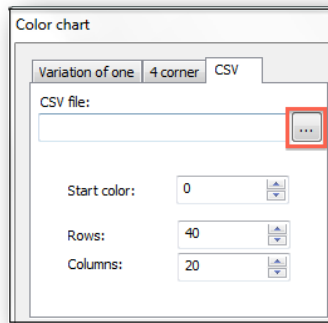 Color chart
Variation of one 4 corner CSV
CSV file:
...
Start color: 0
Rows: 40
Columns: 20